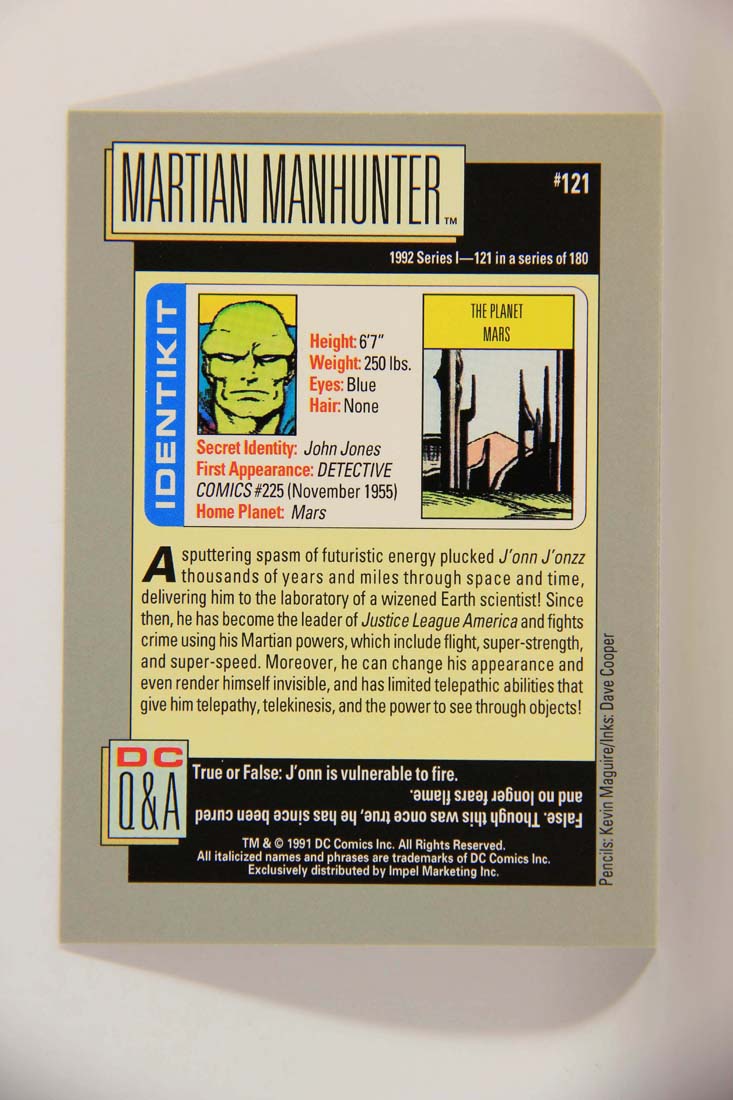 MARTIAN MANHUNTER™
#121
1992 Series I—121 in a series of 180
IDENTIKIT
Height: 6'7"
Weight: 250 lbs.
Eyes: Blue
Hair: None
THE PLANET
MARS
Secret Identity: John Jones
First Appearance: DETECTIVE
COMICS #225 (November 1955)
Home Planet: Mars
A sputtering spasm of futuristic energy plucked J'onn J'onzz
thousands of years and miles through space and time,
delivering him to the laboratory of a wizened Earth scientist! Since
then, he has become the leader of Justice League America and fights
crime using his Martian powers, which include flight, super-strength,
and super-speed. Moreover, he can change his appearance and
even render himself invisible, and has limited telepathic abilities that
give him telepathy, telekinesis, and the power to see through objects!
DC
Q&A
True or False: J'onn is vulnerable to fire.
False. Though this was once true, he has since been cured
and no longer fears flame.
TM & © 1991 DC Comics Inc. All Rights Reserved.
All italicized names and phrases are trademarks of DC Comics Inc.
Exclusively distributed by Impel Marketing Inc.
Pencils: Kevin Maguire/Inks: Dave Cooper